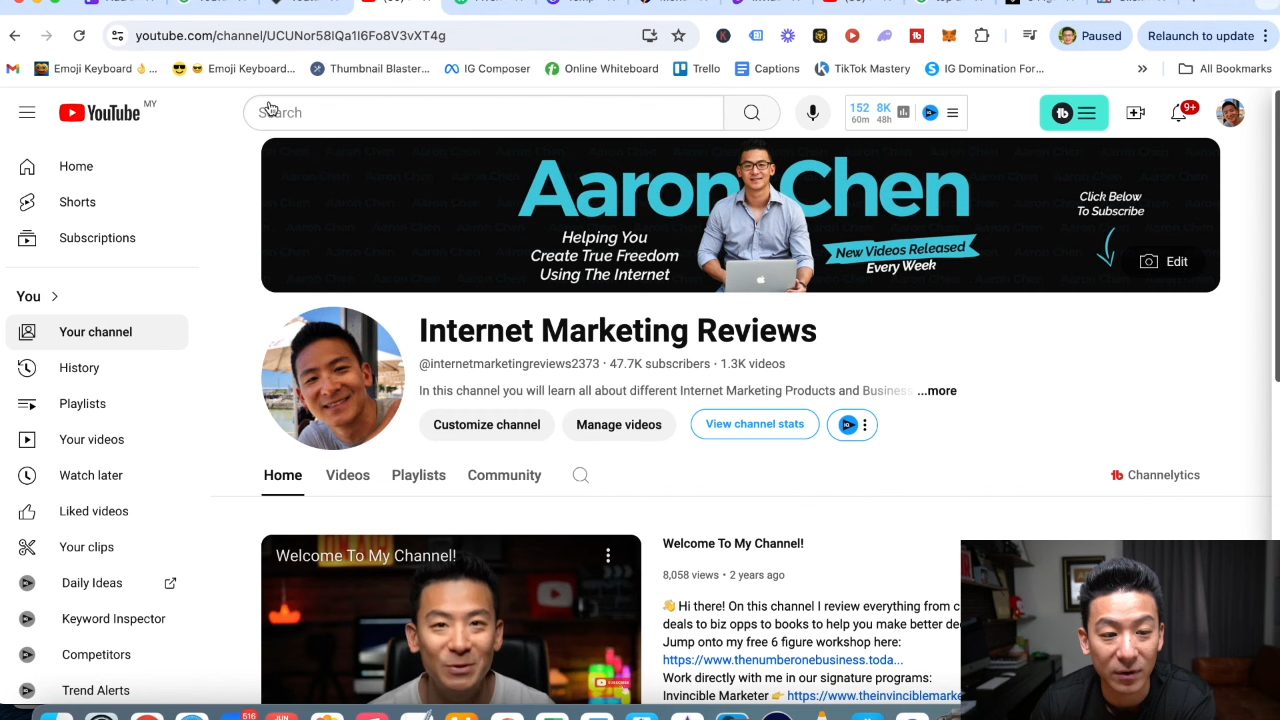 youtube.com/channel/UCUNor58IQa1I6Fo8V3vXT4g
Paused
Relaunch to update
Emoji Keyboard 👌 ...
Emoji Keyboard...
Thumbnail Blaster...
IG Composer
Online Whiteboard
Trello
Captions
TikTok Mastery
IG Domination For...
All Bookmarks
YouTube MY
Search
152 8K
60m 48h
9+
Home
Shorts
Subscriptions
You
Your channel
History
Playlists
Your videos
Watch later
Liked videos
Your clips
Daily Ideas
Keyword Inspector
Competitors
Trend Alerts
Aaron Chen
Helping You
Create True Freedom
Using The Internet
New Videos Released
Every Week
Click Below
To Subscribe
Edit
Internet Marketing Reviews
@internetmarketingreviews2373 · 47.7K subscribers · 1.3K videos
In this channel you will learn all about different Internet Marketing Products and Business ...more
Customize channel
Manage videos
View channel stats
Home
Videos
Playlists
Community
Channelytics
Welcome To My Channel!
Welcome To My Channel!
8,058 views · 2 years ago
👋 Hi there! On this channel I review everything from c
deals to biz opps to books to help you make better de
Jump onto my free 6 figure workshop here:
https://www.thenumberonebusiness.toda...
Work directly with me in our signature programs:
Invincible Marketer 👉 https://www.theinvinciblemarke
516
JUN